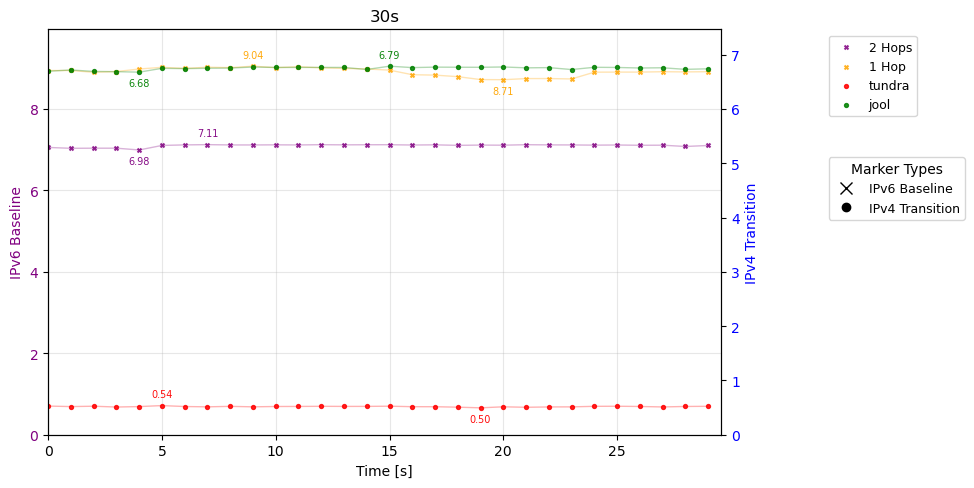 30s
IPv6 Baseline
0
2
4
6
8
6.68
9.04
6.79
8.71
7.11
6.98
0.54
0.50
0
5
10
15
20
25
Time [s]
7
6
5
4
3
2
1
0
IPv4 Transition
2 Hops
1 Hop
tundra
jool
Marker Types
IPv6 Baseline
IPv4 Transition